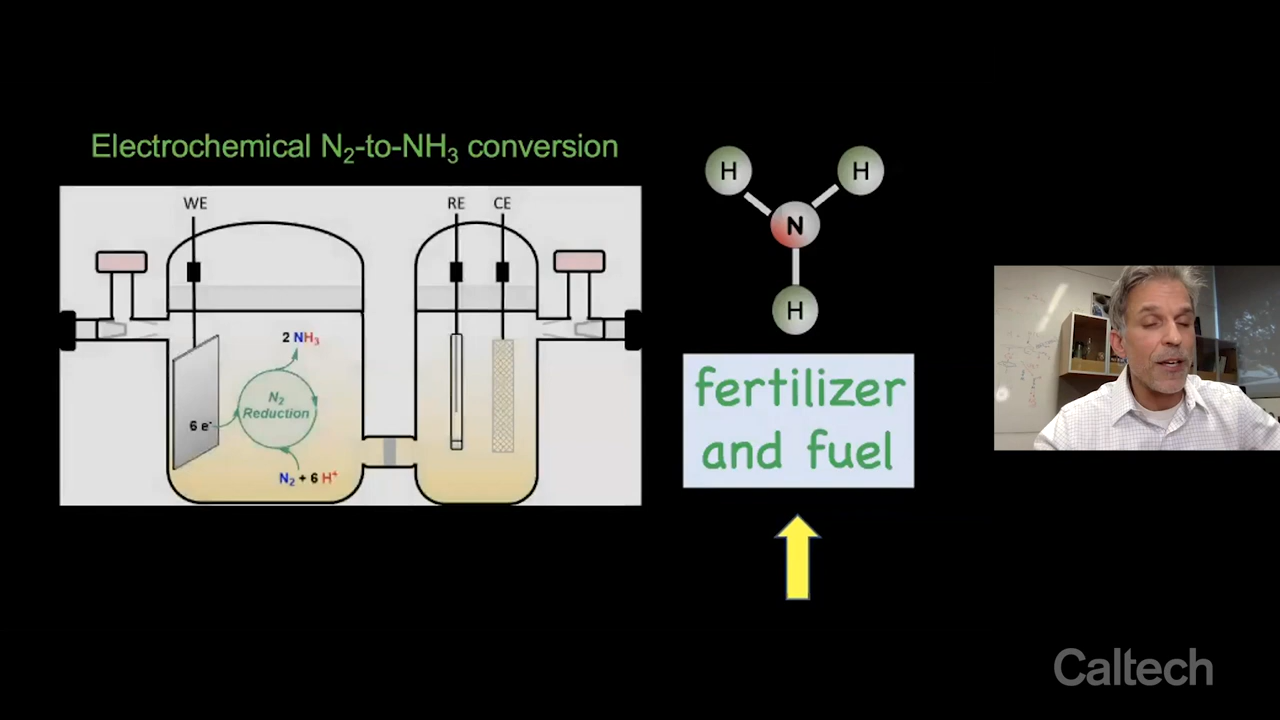 Electrochemical N₂-to-NH₃ conversion
WE
RE CE
2 NH₃
N₂
Reduction
6 e⁻
N₂ + 6 H⁺
H H
N
H
fertilizer
and fuel
Caltech